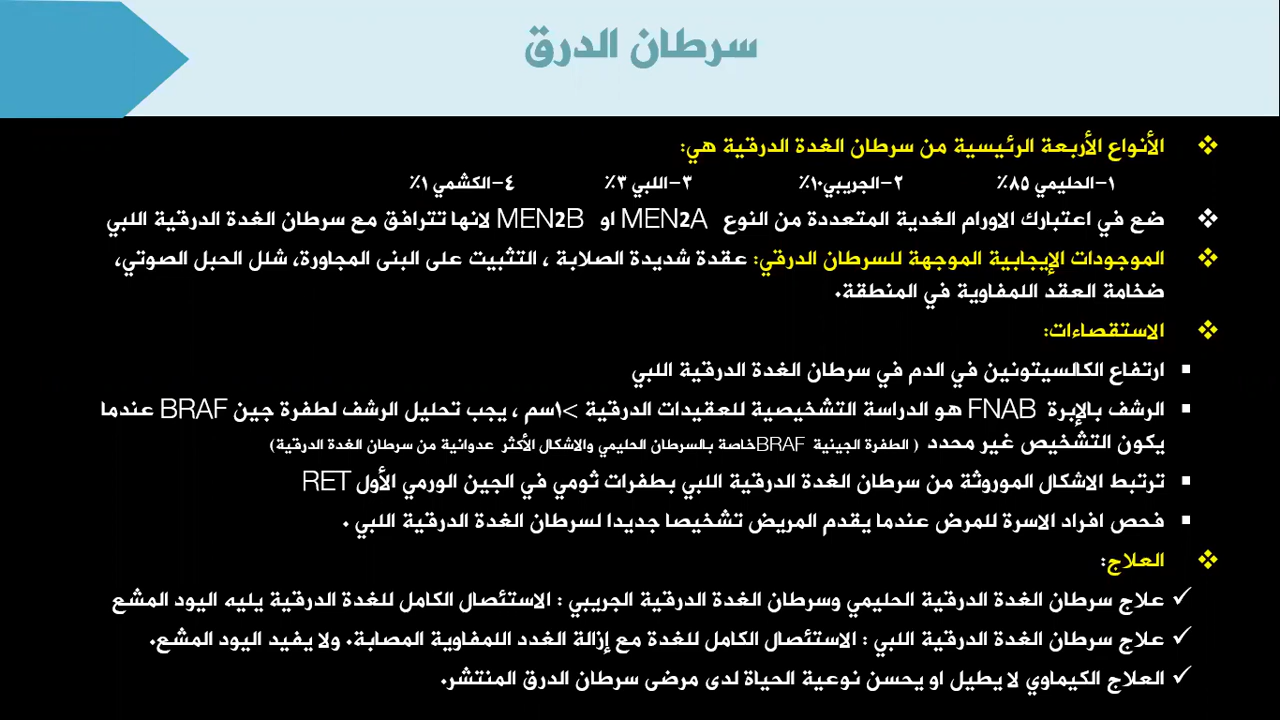 سرطان الدرق
الأنواع الأربعة الرئيسية من سرطان الغدة الدرقية هي:
١-الحليمي ٨٥٪ ٢-الجريبي١٠٪ ٣-اللبي ٣٪ ٤-الكشمي ١٪
ضع في اعتبارك الاورام الغدية المتعددة من النوع MEN2A او MEN2B لانها تترافق مع سرطان الغدة الدرقية اللبي
الموجودات الإيجابية الموجهة للسرطان الدرقي: عقدة شديدة الصلابة ، التثبيت على البنى المجاورة، شلل الحبل الصوتي،
ضخامة العقد اللمفاوية في المنطقة.
الاستقصاءات:
ارتفاع الكالسيتونين في الدم في سرطان الغدة الدرقية اللبي
الرشف بالإبرة FNAB هو الدراسة التشخيصية للعقيدات الدرقية >١سم ، يجب تحليل الرشف لطفرة جين BRAF عندما
يكون التشخيص غير محدد ( الطفرة الجينية BRAFخاصة بالسرطان الحليمي والاشكال الأكثر عدوانية من سرطان الغدة الدرقية)
ترتبط الاشكال الموروثة من سرطان الغدة الدرقية اللبي بطفرات ثومي في الجين الورمي الأول RET
فحص افراد الاسرة للمرض عندما يقدم المريض تشخيصا جديدا لسرطان الغدة الدرقية اللبي .
العلاج:
علاج سرطان الغدة الدرقية الحليمي وسرطان الغدة الدرقية الجريبي : الاستئصال الكامل للغدة الدرقية يليه اليود المشع
علاج سرطان الغدة الدرقية اللبي : الاستئصال الكامل للغدة مع إزالة الغدد اللمفاوية المصابة. ولا يفيد اليود المشع.
العلاج الكيماوي لا يطيل او يحسن نوعية الحياة لدى مرضى سرطان الدرق المنتشر.